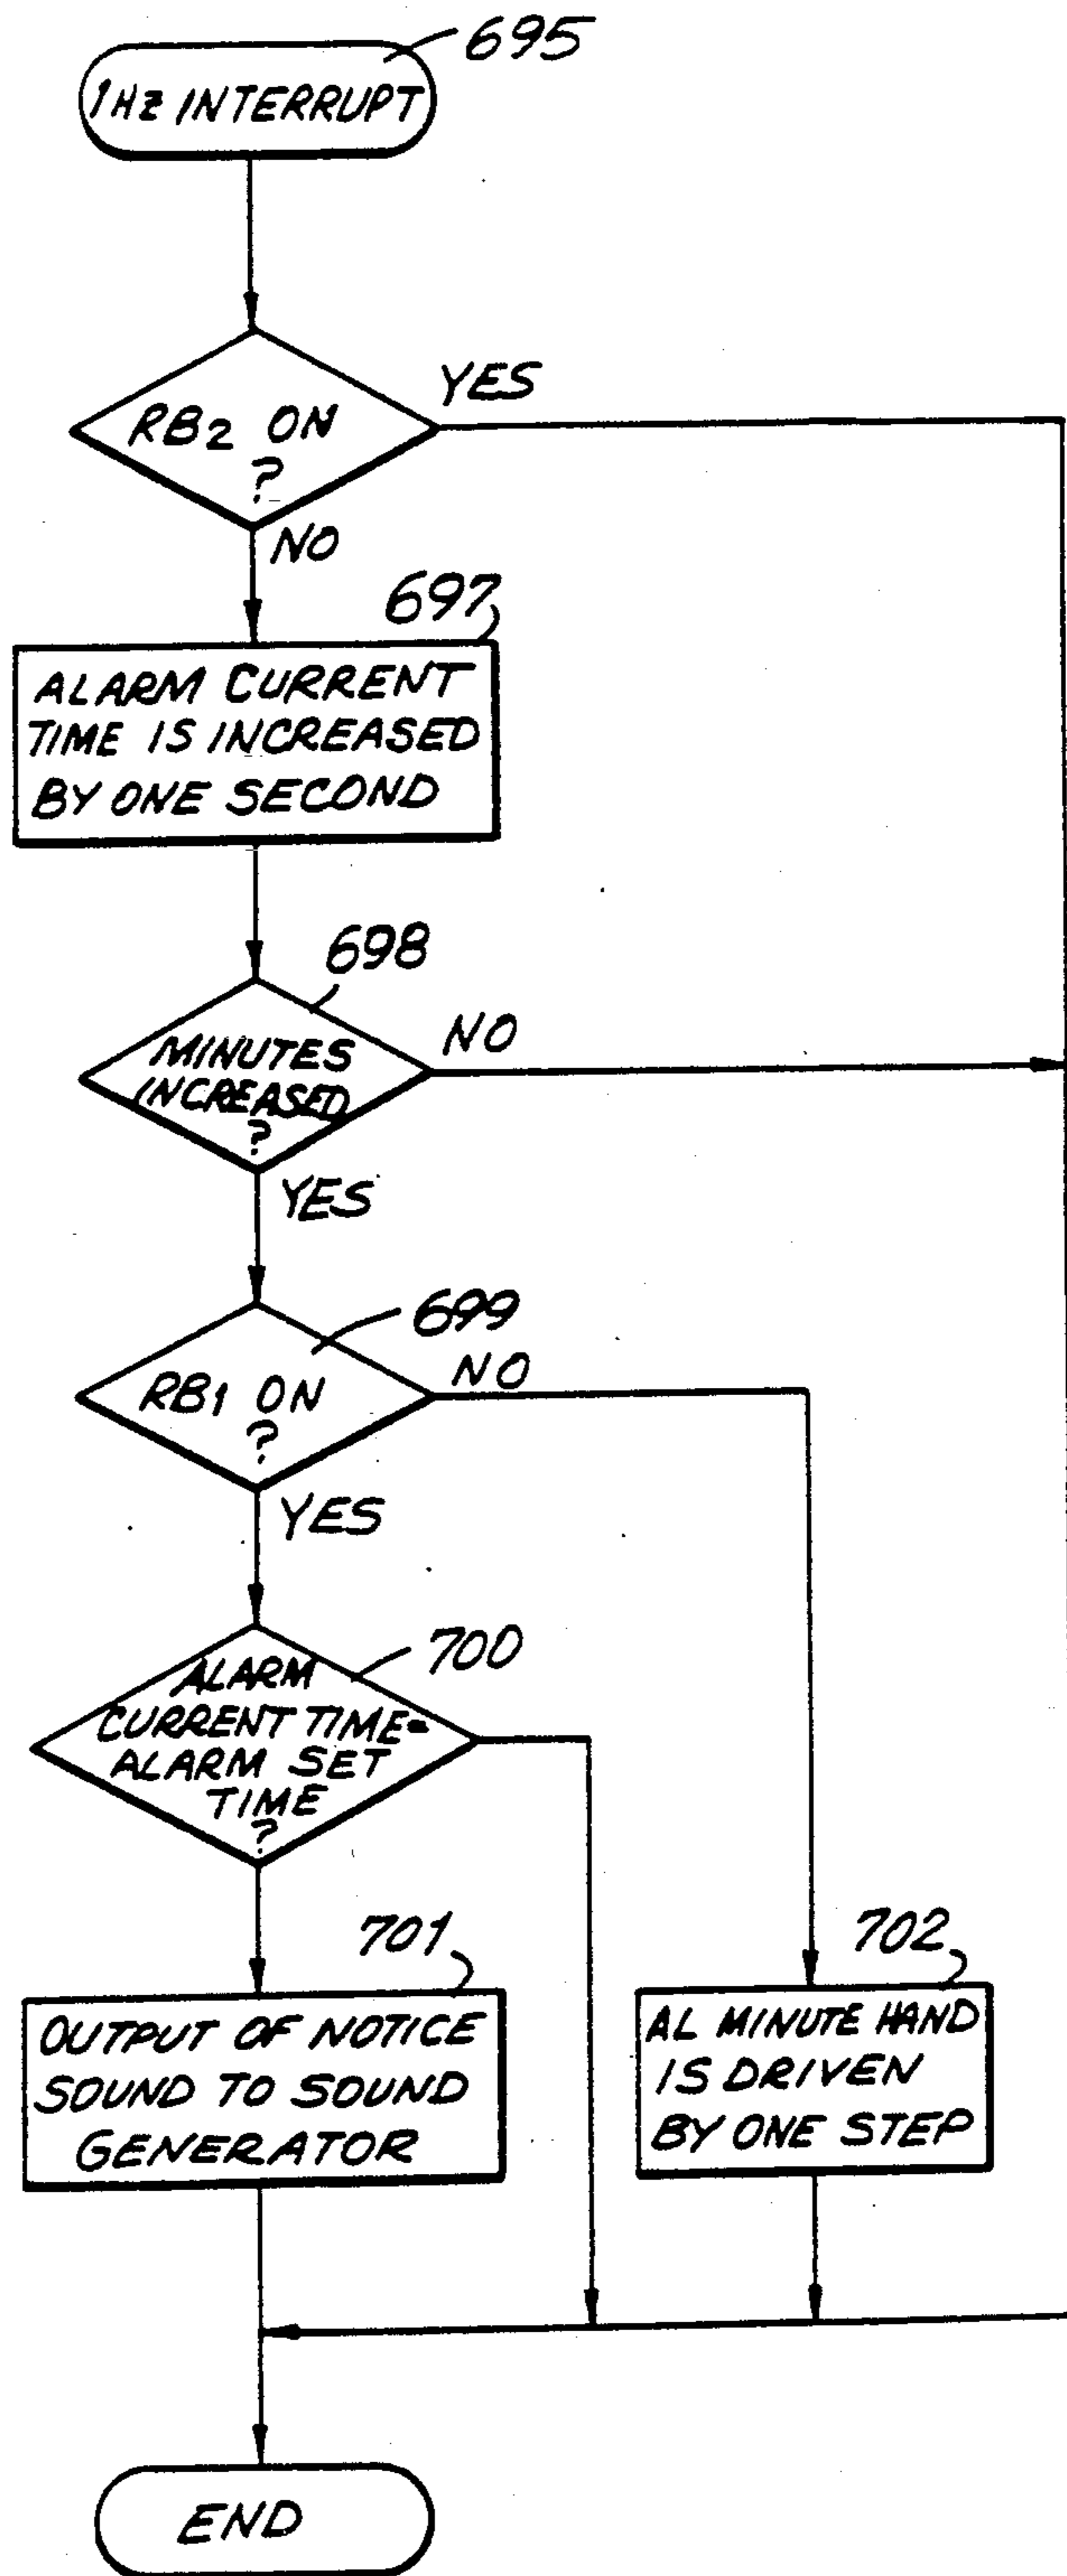 695
1HZ INTERRUPT
RB2 ON
?
YES
NO
697
ALARM CURRENT
TIME IS INCREASED
BY ONE SECOND
698
MINUTES
INCREASED
?
NO
YES
699
RB1 ON
?
NO
YES
700
ALARM
CURRENT TIME=
ALARM SET
TIME
?
701
OUTPUT OF NOTICE
SOUND TO SOUND
GENERATOR
702
AL MINUTE HAND
IS DRIVEN
BY ONE STEP
END